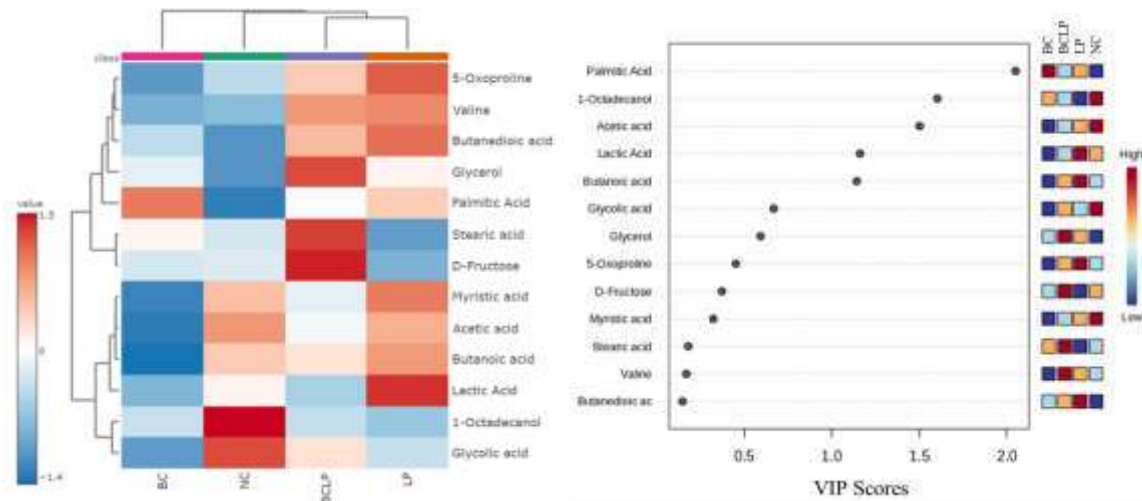 class
5-Oxoproline
Valine
Butanedioic acid
Glycerol
Palmitic Acid
Stearic acid
D-Fructose
Myristic acid
Acetic acid
Butanoic acid
Lactic Acid
1-Octadecanol
Glycolic acid
value
0
−1.4
BC
NC
BCLP
LP
BC
BCLP
LP
NC
Palmitic Acid
1-Octadecanol
Acetic acid
Lactic Acid
Butanoic acid
Glycolic acid
Glycerol
5-Oxoproline
D-Fructose
Myristic acid
Stearic acid
Valine
Butanedioic ac
High
Low
0.5
1.0
1.5
2.0
VIP Scores